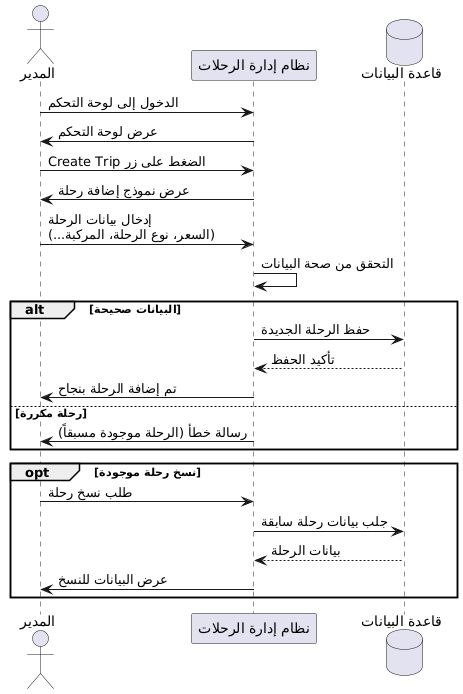 المدير
نظام إدارة الرحلات
قاعدة البيانات
الدخول إلى لوحة التحكم
عرض لوحة التحكم
الضغط على زر Create Trip
عرض نموذج إضافة رحلة
إدخال بيانات الرحلة
(السعر، نوع الرحلة، المركبة...)
التحقق من صحة البيانات
alt [البيانات صحيحة]
حفظ الرحلة الجديدة
تأكيد الحفظ
تم إضافة الرحلة بنجاح
[رحلة مكررة]
رسالة خطأ (الرحلة موجودة مسبقاً)
opt [نسخ رحلة موجودة]
طلب نسخ رحلة
جلب بيانات رحلة سابقة
بيانات الرحلة
عرض البيانات للنسخ
المدير
نظام إدارة الرحلات
قاعدة البيانات